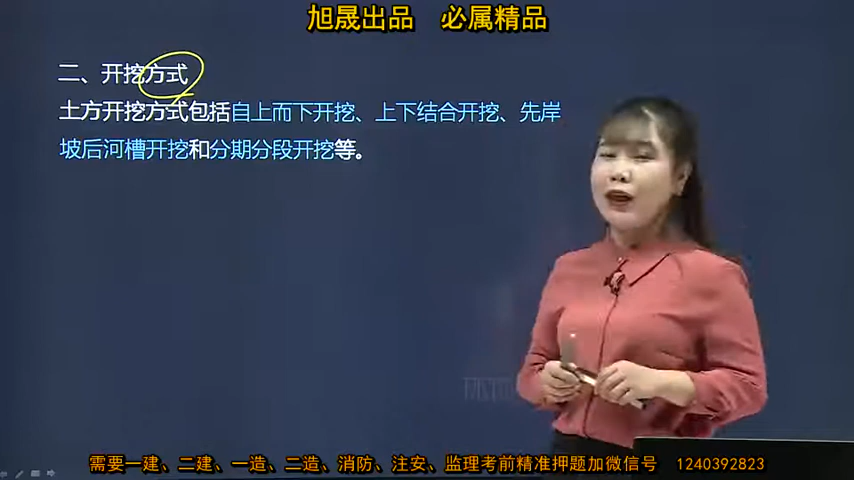 旭晟出品 必属精品
二、开挖方式
土方开挖方式包括自上而下开挖、上下结合开挖、先岸
坡后河槽开挖和分期分段开挖等。
需要一建、二建、一造、二造、消防、注安、监理考前精准押题加微信号 1240392823